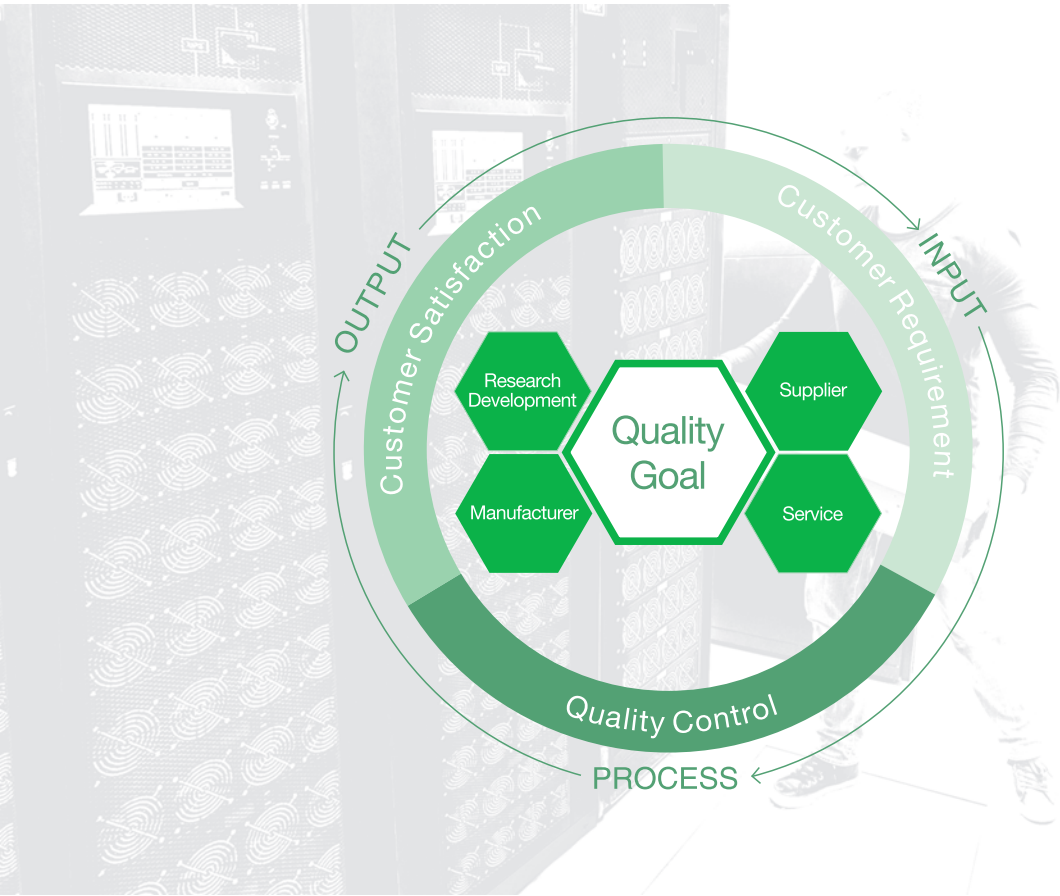 OUTPUT
INPUT
PROCESS
Customer Satisfaction
Customer Requirement
Quality Control
Research
Development
Manufacturer
Quality
Goal
Supplier
Service